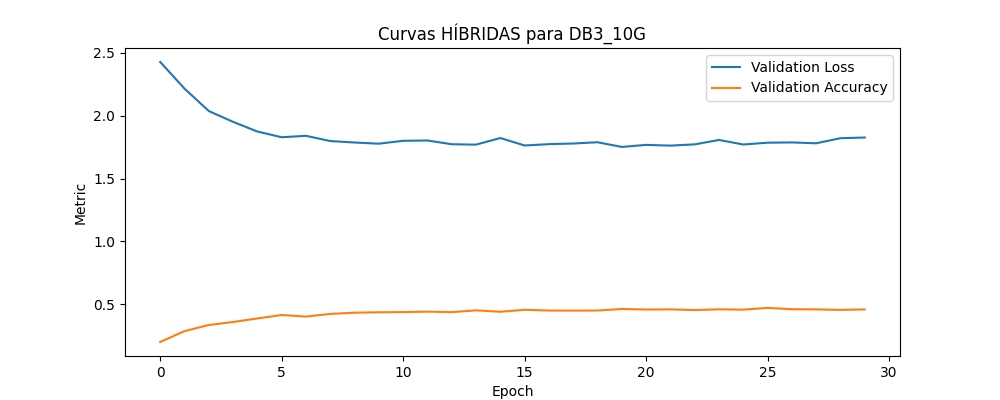 Curvas HÍBRIDAS para DB3_10G
Validation Loss
Validation Accuracy
2.5
2.0
1.5
1.0
0.5
Metric
0 5 10 15 20 25 30
Epoch